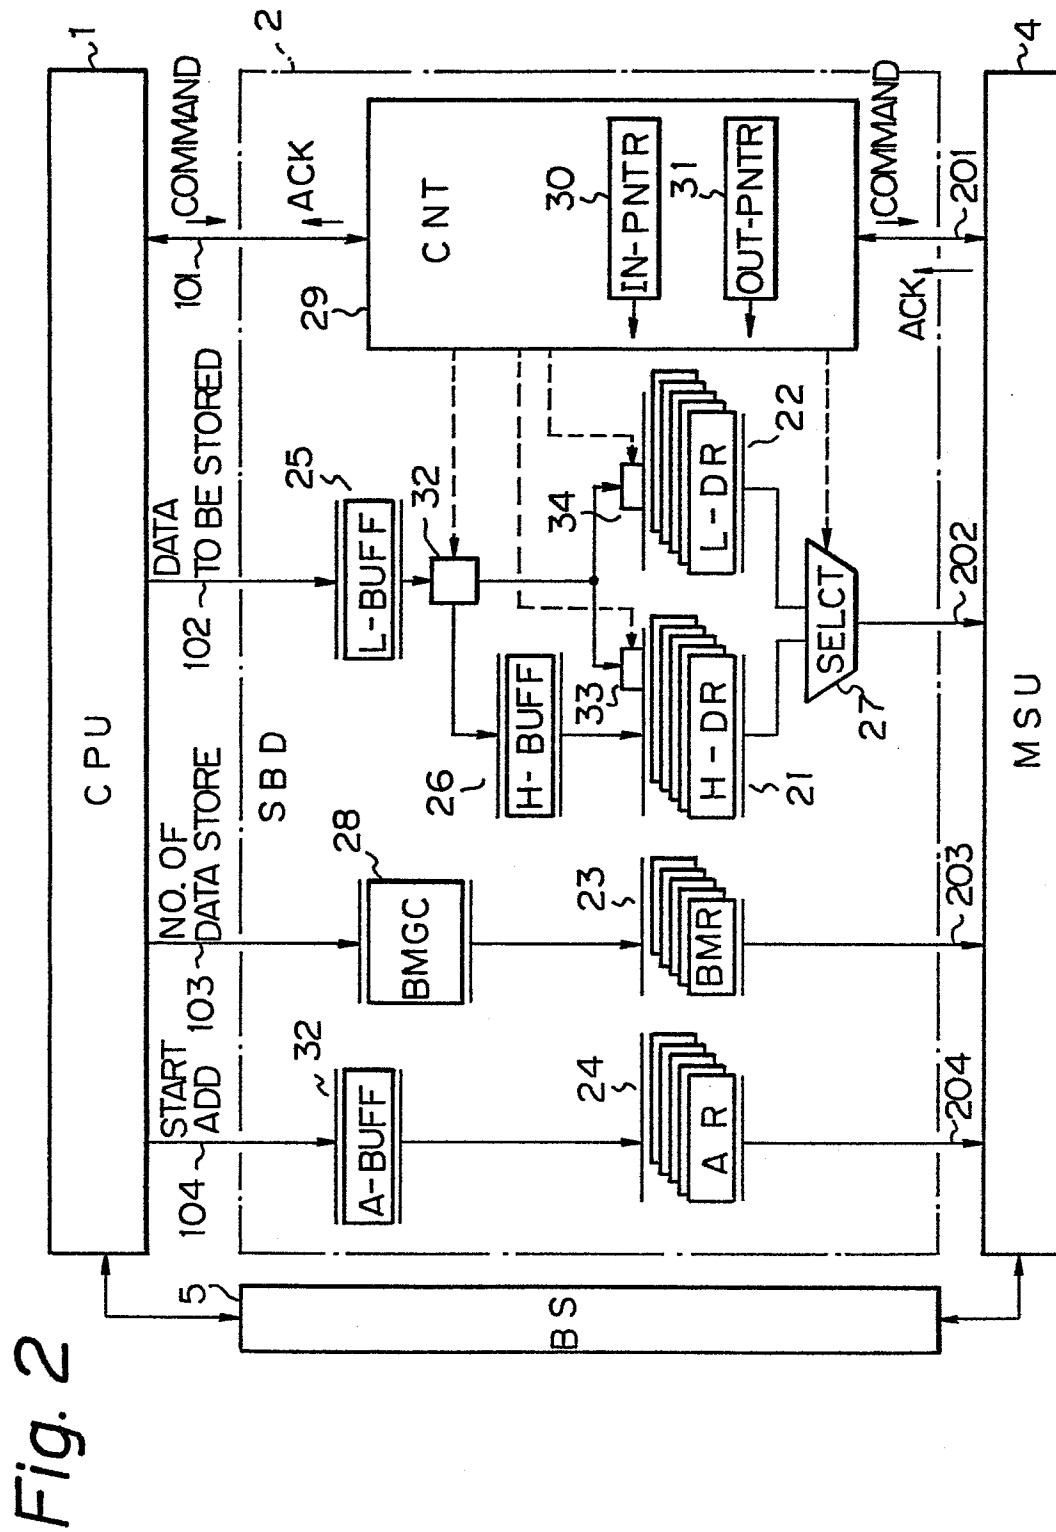 Fig. 2
CPU
1
104
START
ADD
103
NO. OF
DATA STORE
102
DATA
TO BE STORED
101
COMMAND
ACK
2
SBD
5
BS
32
A-BUFF
28
BMGC
25
L-BUFF
32
26
H-BUFF
29
CNT
30
IN-PNTR
31
OUT-PNTR
24
AR
23
BMR
33
21
H-DR
34
22
L-DR
27
SELCT
204
203
202
201
ACK
COMMAND
MSU
4